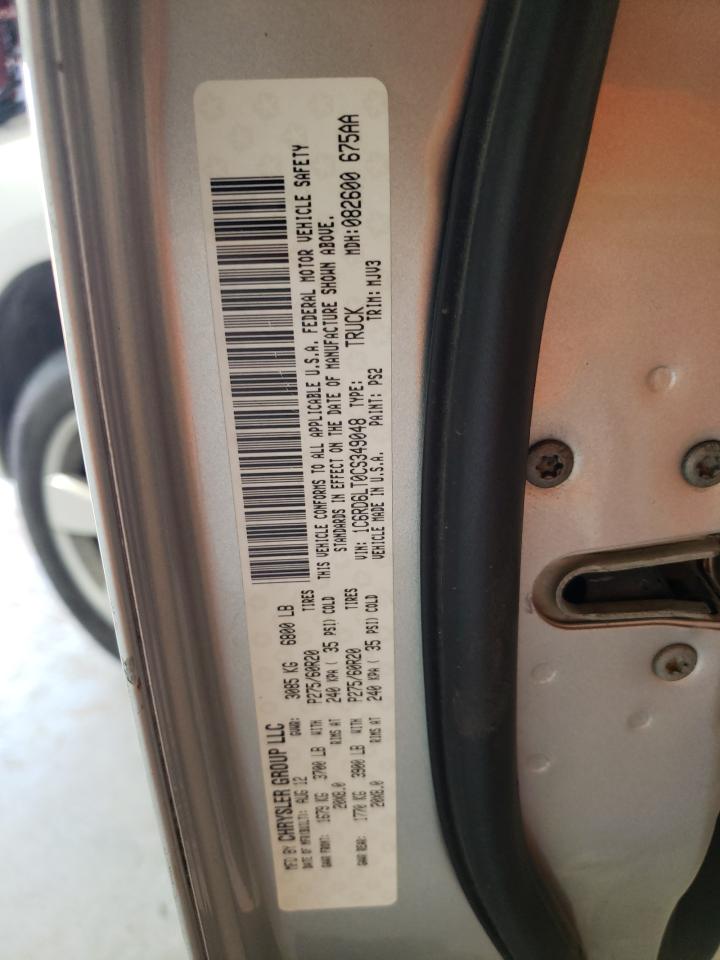 MFD BY CHRYSLER GROUP LLC
DATE OF MFR(BUILT): AUG 12 GVWR: 3085 KG 6800 LB
GAWR FRONT: 1679 KG 3700 LB WITH P275/60R20 TIRES
20X8.0 RIMS AT 240 KPA ( 35 PSI) COLD
GAWR REAR: 1770 KG 3900 LB WITH P275/60R20 TIRES
20X8.0 RIMS AT 240 KPA ( 35 PSI) COLD
THIS VEHICLE CONFORMS TO ALL APPLICABLE U.S.A. FEDERAL MOTOR VEHICLE SAFETY
STANDARDS IN EFFECT ON THE DATE OF MANUFACTURE SHOWN ABOVE.
VIN: 1C6RD6LT0CS349048 TYPE: TRUCK MDH:082600 675AA
VEHICLE MADE IN U.S.A. PAINT: PS2 TRIM: MJV3